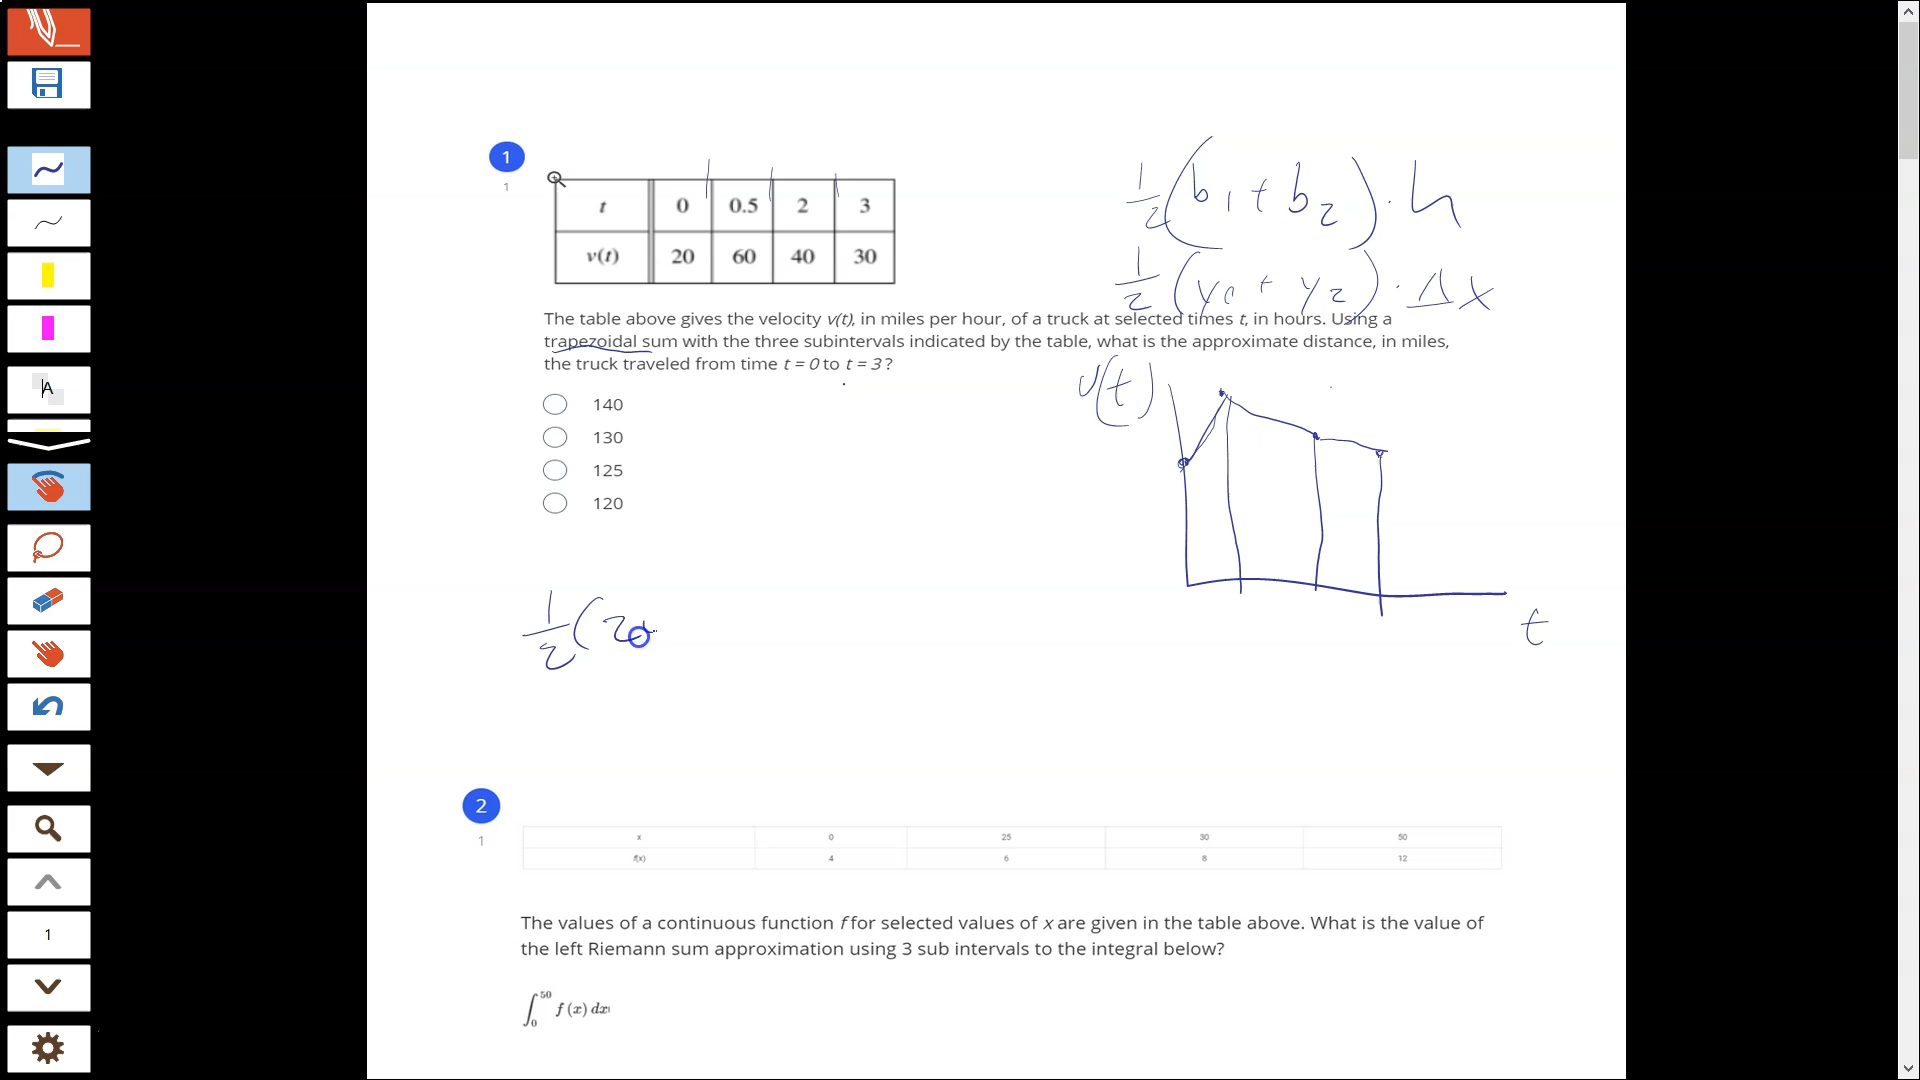 1
1
t 0 0.5 2 3
v(t) 20 60 40 30
1/2 (b1 + b2) · h
1/2 (y1 + y2) · Δx
The table above gives the velocity v(t), in miles per hour, of a truck at selected times t, in hours. Using a
trapezoidal sum with the three subintervals indicated by the table, what is the approximate distance, in miles,
the truck traveled from time t = 0 to t = 3?
140
130
125
120
v(t)
t
1/2 (20
2
1
x 0 25 30 50
f(x) 4 6 8 12
The values of a continuous function f for selected values of x are given in the table above. What is the value of
the left Riemann sum approximation using 3 sub intervals to the integral below?
∫₀⁵⁰ f (x) dx
A
1